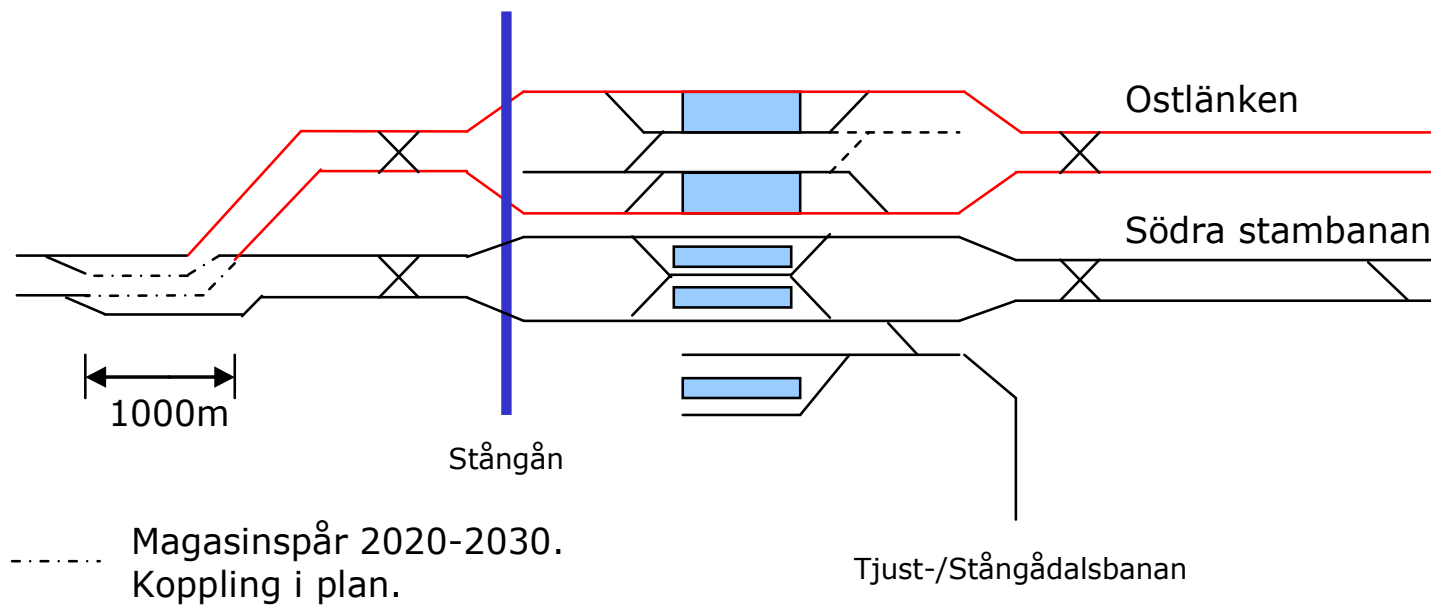 Ostlänken
Södra stambanan
1000m
Stångån
Magasinspår 2020-2030.
Koppling i plan.
Tjust-/Stångådalsbanan